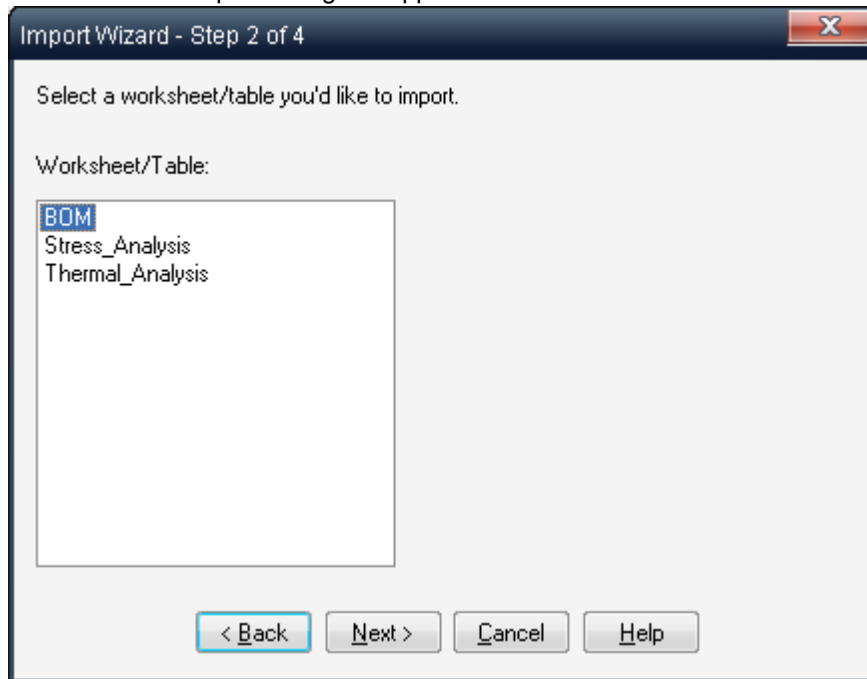 Import Wizard - Step 2 of 4
Select a worksheet/table you'd like to import.
Worksheet/Table:
BOM
Stress_Analysis
Thermal_Analysis
< Back Next > Cancel Help